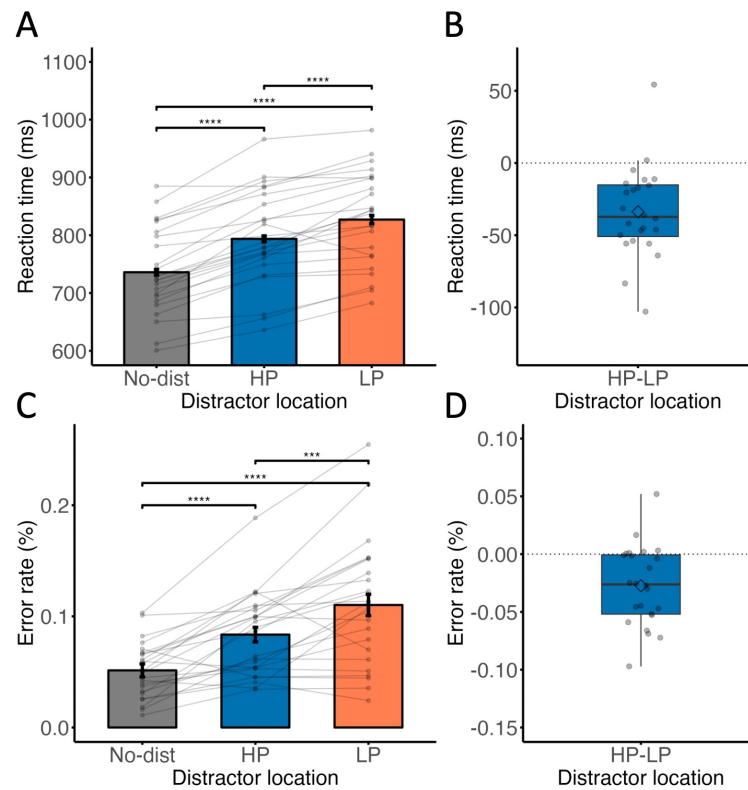 A
Reaction time (ms)
1100
1000
900
800
700
600
****
****
****
No-dist
HP
LP
Distractor location
B
Reaction time (ms)
50
0
-50
-100
HP-LP
Distractor location
C
Error rate (%)
0.2
0.1
0.0
***
****
****
No-dist
HP
LP
Distractor location
D
Error rate (%)
0.10
0.05
0.00
-0.05
-0.10
-0.15
HP-LP
Distractor location